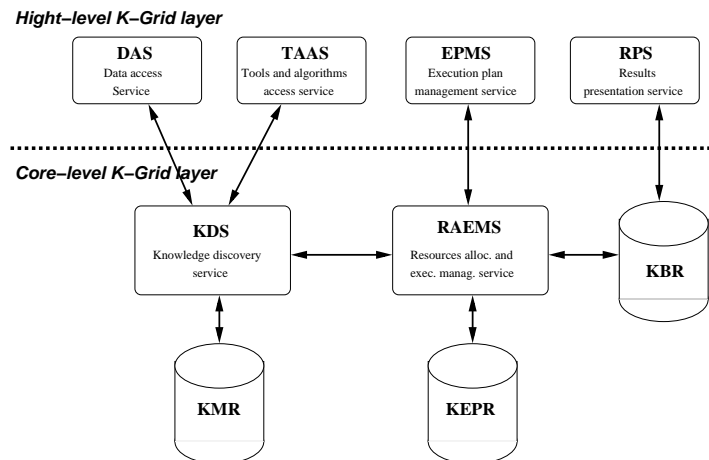 Hight–level K–Grid layer
DAS
Data access
Service
TAAS
Tools and algorithms
access service
EPMS
Execution plan
management service
RPS
Results
presentation service
Core–level K–Grid layer
KDS
Knowledge discovery
service
RAEMS
Resources alloc. and
exec. manag. service
KBR
KMR
KEPR